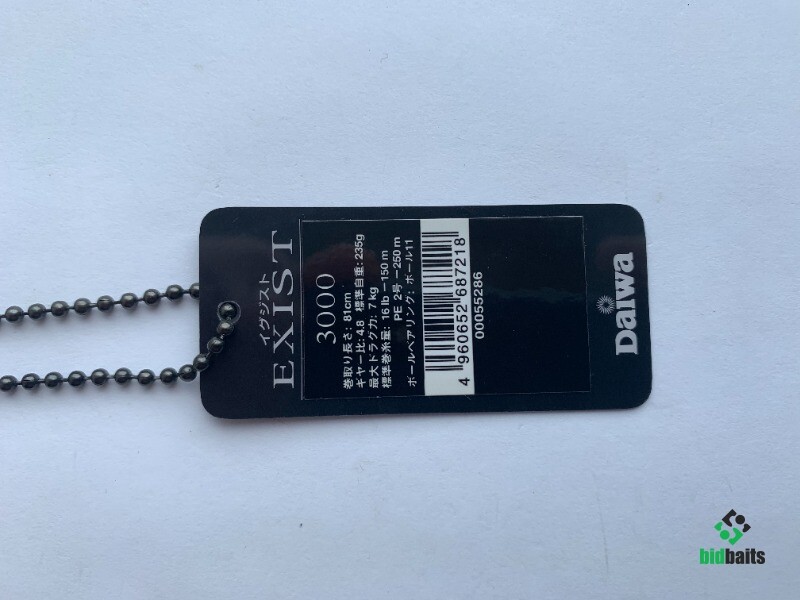 イグジスト
EXIST
3000
巻取り長さ: 81cm
ギヤー比: 4.8 標準自重: 235g
最大ドラグ力: 7kg
標準巻糸量: 16 lb－150 m
PE 2号－250 m
ボールベアリング: ボール11
4 960652 687218
00055286
Daiwa
bidbaits